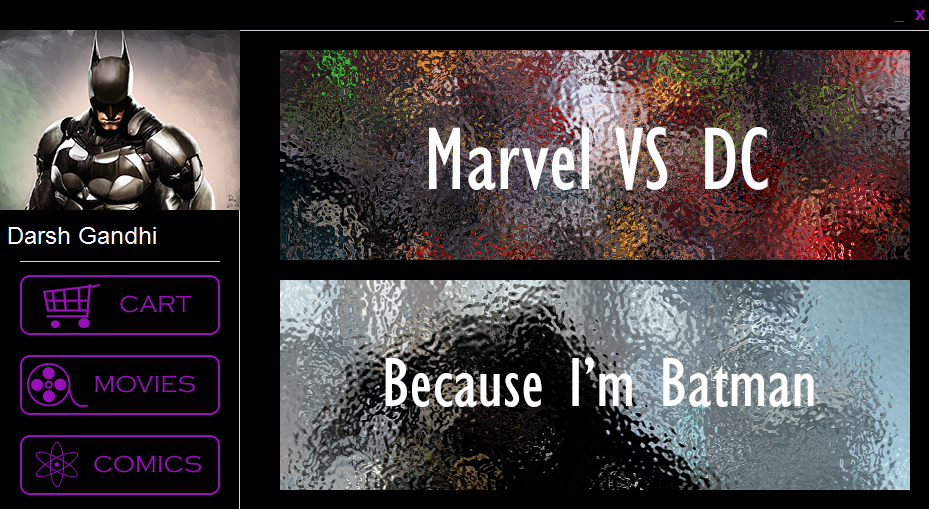 _ x
Darsh Gandhi
CART
MOVIES
COMICS
Marvel VS DC
Because I'm Batman